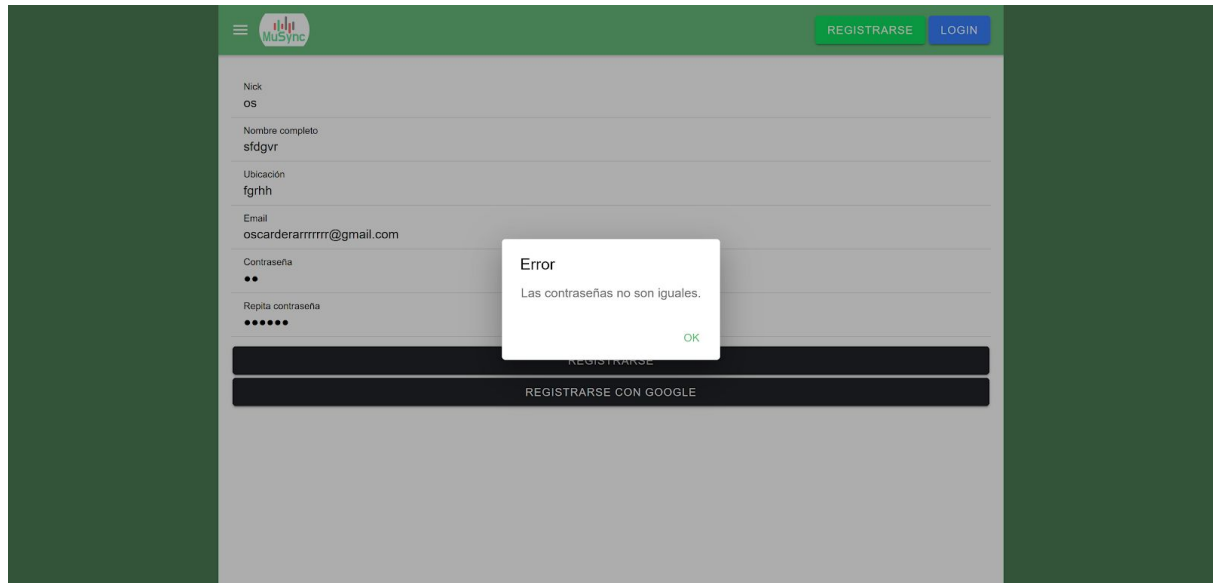 MuSync
REGISTRARSE
LOGIN
Nick
os
Nombre completo
sfdgvr
Ubicación
fgrhh
Email
oscarderarrrrrrr@gmail.com
Contraseña
••
Repita contraseña
••••••
Error
Las contraseñas no son iguales.
OK
REGISTRARSE
REGISTRARSE CON GOOGLE